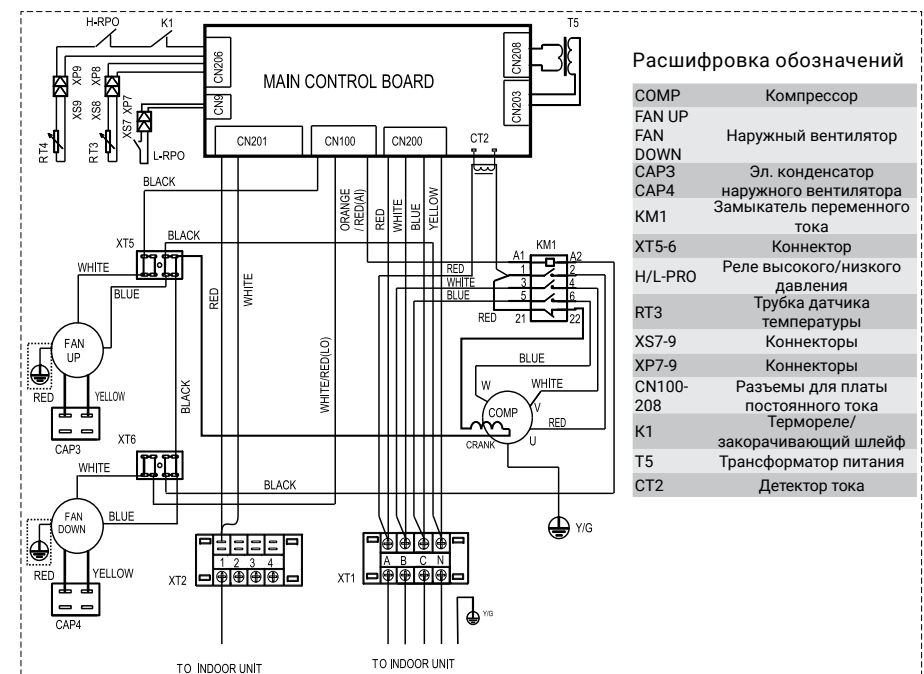 H-RPO
K1
T5
XP9
XP8
XS9
XS8
XP7
XS7
RT4
RT3
L-RPO
CN206
CN9
MAIN CONTROL BOARD
CN208
CN203
CN201
CN100
CN200
CT2
BLACK
ORANGE
/ RED(AI)
RED
WHITE
BLUE
YELLOW
XT5
BLACK
WHITE
BLUE
RED
WHITE
KM1
A1
A2
RED
1
2
WHITE
3
4
BLUE
5
6
RED
21
22
FAN
UP
RED
YELLOW
CAP3
BLACK
WHITE/RED(LO)
BLUE
W
WHITE
COMP
V
RED
CRANK
U
XT6
WHITE
BLACK
FAN
DOWN
BLUE
RED
YELLOW
CAP4
Y/G
XT2
1 2 3 4
XT1
A B C N
Y/G
TO INDOOR UNIT
TO INDOOR UNIT
Расшифровка обозначений
COMP Компрессор
FAN UP
FAN Наружный вентилятор
DOWN
CAP3 Эл. конденсатор
CAP4 наружного вентилятора
KM1 Замыкатель переменного
тока
XT5-6 Коннектор
H/L-PRO Реле высокого/низкого
давления
RT3 Трубка датчика
температуры
XS7-9 Коннекторы
XP7-9 Коннекторы
CN100- Разъемы для платы
208 постоянного тока
K1 Термореле/
закорачивающий шлейф
T5 Трансформатор питания
CT2 Детектор тока